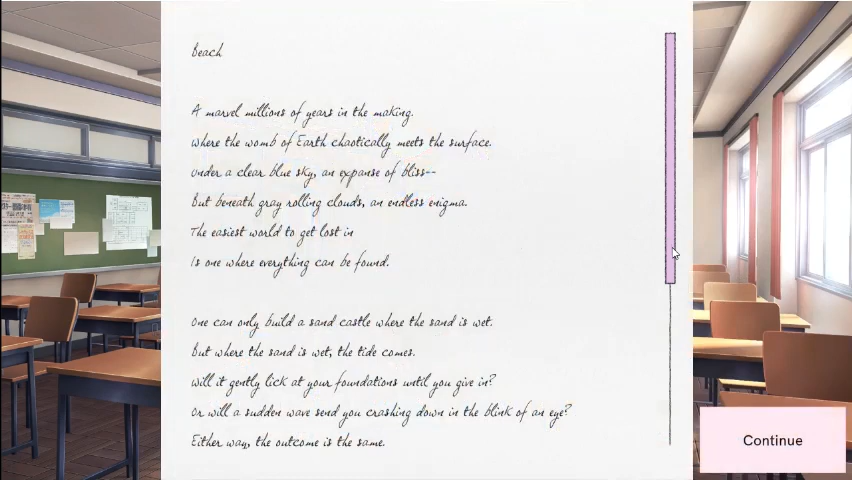 Beach
A marvel millions of years in the making.
Where the womb of Earth chaotically meets the surface.
Under a clear blue sky, an expanse of bliss--
But beneath gray rolling clouds, an endless enigma.
The easiest world to get lost in
Is one where everything can be found.
One can only build a sand castle where the sand is wet.
But where the sand is wet, the tide comes.
Will it gently lick at your foundations until you give in?
Or will a sudden wave send you crashing down in the blink of an eye?
Either way, the outcome is the same.
Continue